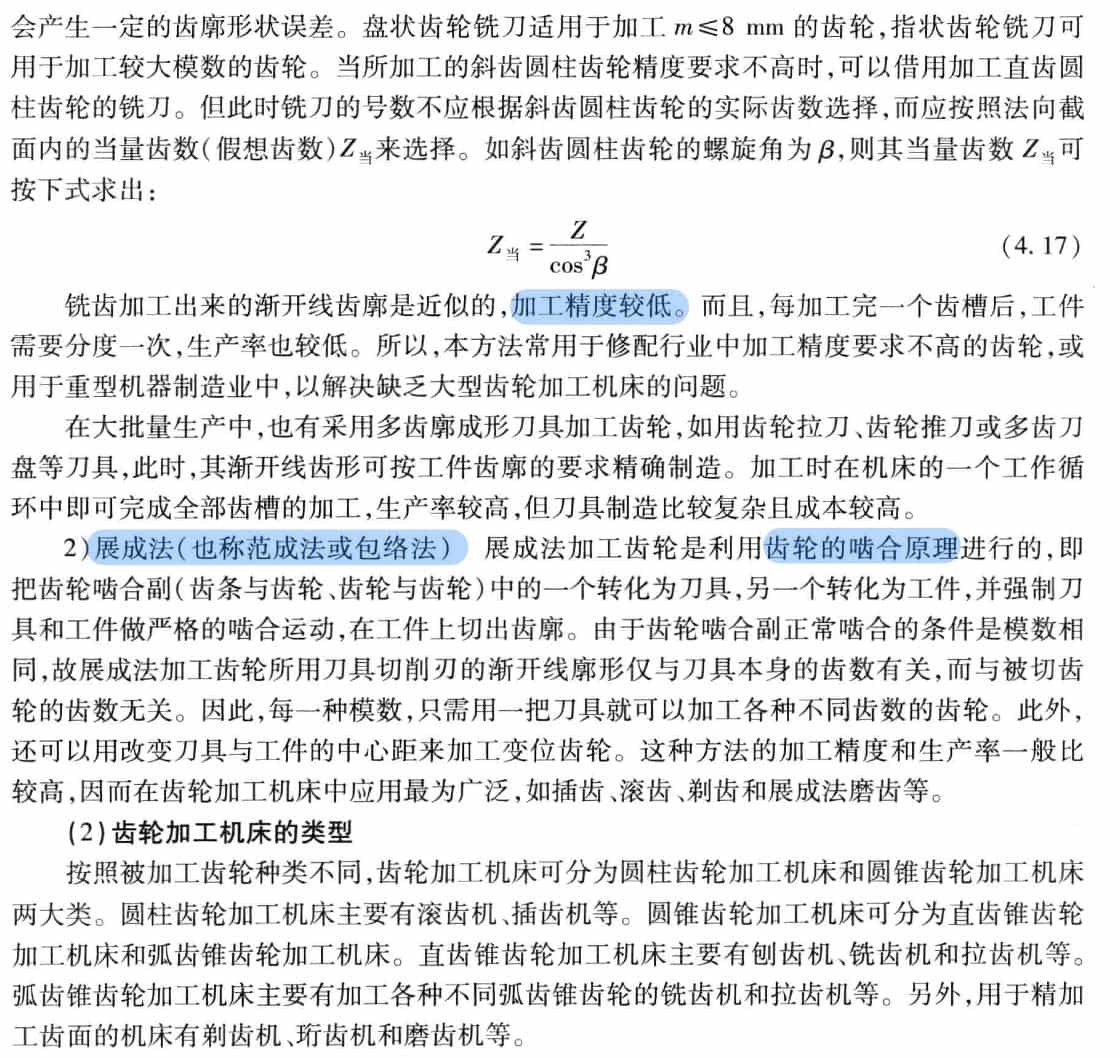 会产生一定的齿廓形状误差。盘状齿轮铣刀适用于加工 m≤8 mm 的齿轮,指状齿轮铣刀可
用于加工较大模数的齿轮。当所加工的斜齿圆柱齿轮精度要求不高时,可以借用加工直齿圆
柱齿轮的铣刀。但此时铣刀的号数不应根据斜齿圆柱齿轮的实际齿数选择,而应按照法向截
面内的当量齿数(假想齿数)Z当来选择。如斜齿圆柱齿轮的螺旋角为β,则其当量齿数 Z当可
按下式求出:
Z当 = Z/cos³β (4.17)
铣齿加工出来的渐开线齿廓是近似的,加工精度较低。而且,每加工完一个齿槽后,工件
需要分度一次,生产率也较低。所以,本方法常用于修配行业中加工精度要求不高的齿轮,或
用于重型机器制造业中,以解决缺乏大型齿轮加工机床的问题。
在大批量生产中,也有采用多齿廓成形刀具加工齿轮,如用齿轮拉刀、齿轮推刀或多齿刀
盘等刀具,此时,其渐开线齿形可按工件齿廓的要求精确制造。加工时在机床的一个工作循
环中即可完成全部齿槽的加工,生产率较高,但刀具制造比较复杂且成本较高。
2)展成法(也称范成法或包络法) 展成法加工齿轮是利用齿轮的啮合原理进行的,即
把齿轮啮合副(齿条与齿轮、齿轮与齿轮)中的一个转化为刀具,另一个转化为工件,并强制刀
具和工件做严格的啮合运动,在工件上切出齿廓。由于齿轮啮合副正常啮合的条件是模数相
同,故展成法加工齿轮所用刀具切削刃的渐开线廓形仅与刀具本身的齿数有关,而与被切齿
轮的齿数无关。因此,每一种模数,只需用一把刀具就可以加工各种不同齿数的齿轮。此外,
还可以用改变刀具与工件的中心距来加工变位齿轮。这种方法的加工精度和生产率一般比
较高,因而在齿轮加工机床中应用最为广泛,如插齿、滚齿、剃齿和展成法磨齿等。
(2)齿轮加工机床的类型
按照被加工齿轮种类不同,齿轮加工机床可分为圆柱齿轮加工机床和圆锥齿轮加工机床
两大类。圆柱齿轮加工机床主要有滚齿机、插齿机等。圆锥齿轮加工机床可分为直齿锥齿轮
加工机床和弧齿锥齿轮加工机床。直齿锥齿轮加工机床主要有刨齿机、铣齿机和拉齿机等。
弧齿锥齿轮加工机床主要有加工各种不同弧齿锥齿轮的铣齿机和拉齿机等。另外,用于精加
工齿面的机床有剃齿机、珩齿机和磨齿机等。